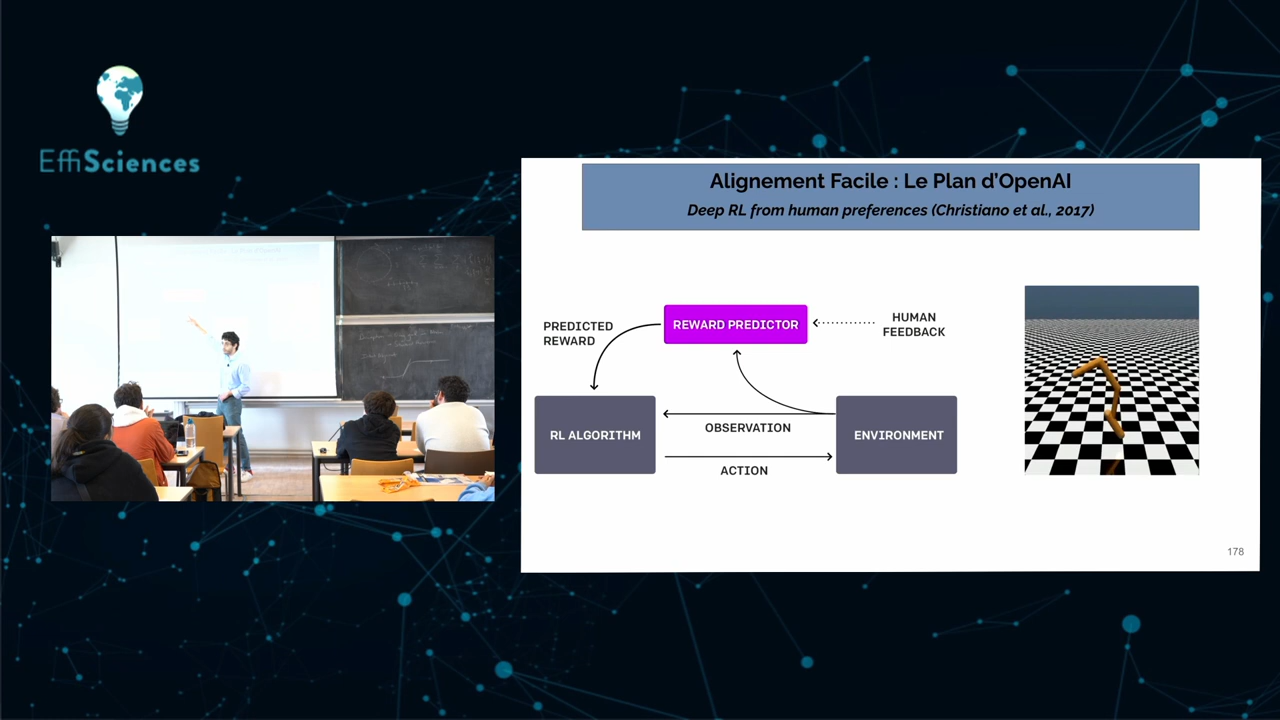 EffiSciences
Alignement Facile : Le Plan d'OpenAI
Deep RL from human preferences (Christiano et al., 2017)
PREDICTED
REWARD
REWARD PREDICTOR
HUMAN
FEEDBACK
RL ALGORITHM
OBSERVATION
ENVIRONMENT
ACTION
178